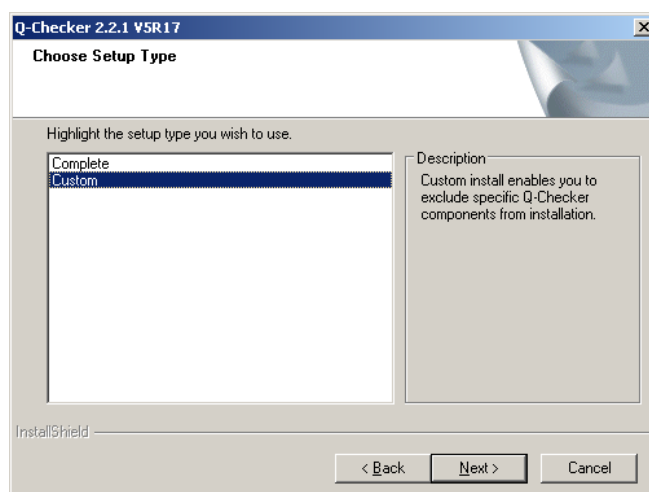 Q-Checker 2.2.1 V5R17
Choose Setup Type
Highlight the setup type you wish to use.
Complete
Custom
Description
Custom install enables you to
exclude specific Q-Checker
components from installation.
InstallShield
< Back
Next >
Cancel